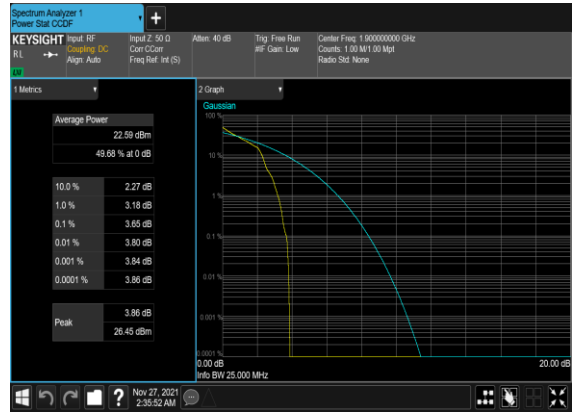 Spectrum Analyzer 1
Power Stat CCDF
+
KEYSIGHT
RL
Input: RF
Coupling: DC
Align: Auto
Input Z: 50 Ω
Corr CCorr
Freq Ref: Int (S)
Atten: 40 dB
Trig: Free Run
#IF Gain: Low
Center Freq: 1.900000000 GHz
Counts: 1.00 M/1.00 Mpt
Radio Std: None
1 Metrics
Average Power
22.59 dBm
49.68 % at 0 dB
10.0 % 2.27 dB
1.0 % 3.18 dB
0.1 % 3.65 dB
0.01 % 3.80 dB
0.001 % 3.84 dB
0.0001 % 3.86 dB
Peak
3.86 dB
26.45 dBm
2 Graph
Gaussian
100 %
10 %
1 %
0.1 %
0.01 %
0.001 %
0.0001 %
0.00 dB 20.00 dB
Info BW 25.000 MHz
?
Nov 27, 2021
2:35:52 AM